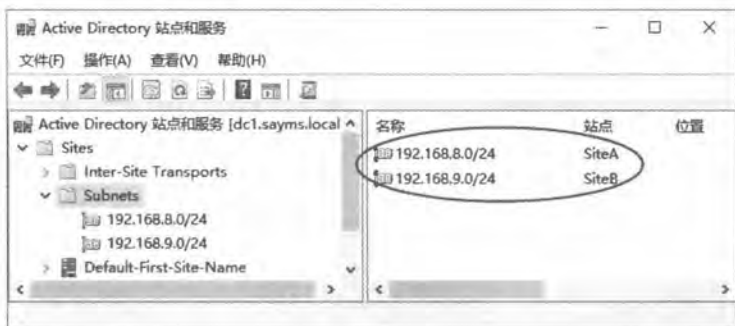 Active Directory 站点和服务
文件(F) 操作(A) 查看(V) 帮助(H)
Active Directory 站点和服务 [dc1.sayms.local
Sites
Inter-Site Transports
Subnets
192.168.8.0/24
192.168.9.0/24
Default-First-Site-Name
名称 站点 位置
192.168.8.0/24 SiteA
192.168.9.0/24 SiteB